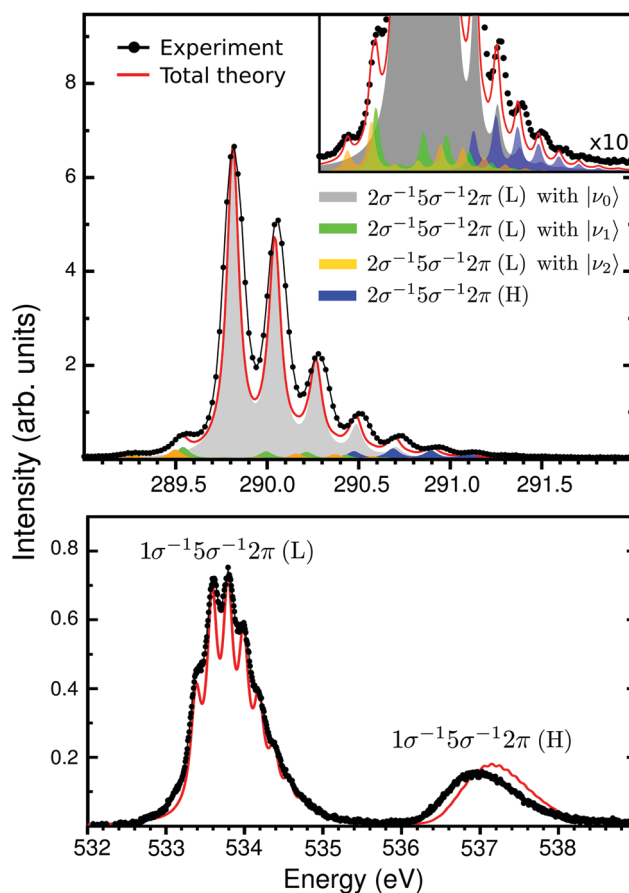 Experiment
Total theory
x10
2σ⁻¹5σ⁻¹2π (L) with |ν₀⟩
2σ⁻¹5σ⁻¹2π (L) with |ν₁⟩
2σ⁻¹5σ⁻¹2π (L) with |ν₂⟩
2σ⁻¹5σ⁻¹2π (H)
8
6
4
2
289.5 290.0 290.5 291.0 291.5
Intensity (arb. units)
1σ⁻¹5σ⁻¹2π (L)
1σ⁻¹5σ⁻¹2π (H)
0.8
0.6
0.4
0.2
532 533 534 535 536 537 538
Energy (eV)